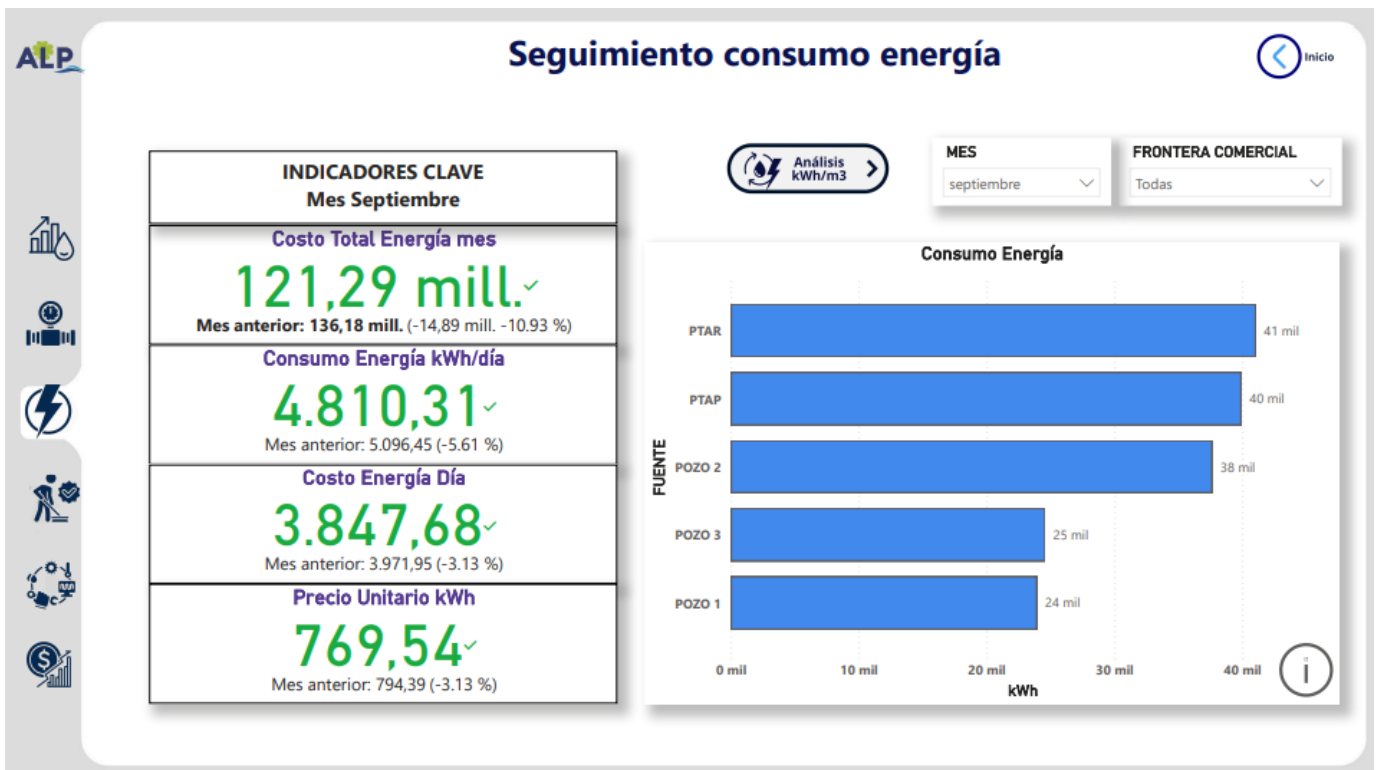 ALP
Seguimiento consumo energía
Inicio
INDICADORES CLAVE
Mes Septiembre
Costo Total Energía mes
121,29 mill.
Mes anterior: 136,18 mill. (-14,89 mill. -10.93 %)
Consumo Energía kWh/día
4.810,31
Mes anterior: 5.096,45 (-5.61 %)
Costo Energía Día
3.847,68
Mes anterior: 3.971,95 (-3.13 %)
Precio Unitario kWh
769,54
Mes anterior: 794,39 (-3.13 %)
Análisis
kWh/m3
MES
septiembre
FRONTERA COMERCIAL
Todas
Consumo Energía
FUENTE
PTAR
41 mil
PTAP
40 mil
POZO 2
38 mil
POZO 3
25 mil
POZO 1
24 mil
0 mil
10 mil
20 mil
30 mil
40 mil
kWh
i